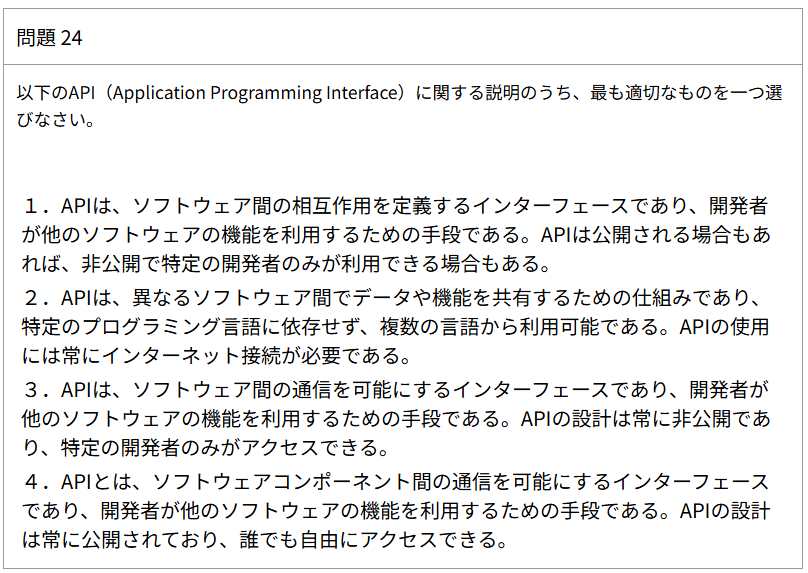 問題 24
以下のAPI（Application Programming Interface）に関する説明のうち、最も適切なものを一つ選
びなさい。
１．APIは、ソフトウェア間の相互作用を定義するインターフェースであり、開発者
が他のソフトウェアの機能を利用するための手段である。APIは公開される場合もあ
れば、非公開で特定の開発者のみが利用できる場合もある。
２．APIは、異なるソフトウェア間でデータや機能を共有するための仕組みであり、
特定のプログラミング言語に依存せず、複数の言語から利用可能である。APIの使用
には常にインターネット接続が必要である。
３．APIは、ソフトウェア間の通信を可能にするインターフェースであり、開発者が
他のソフトウェアの機能を利用するための手段である。APIの設計は常に非公開であ
り、特定の開発者のみがアクセスできる。
４．APIとは、ソフトウェアコンポーネント間の通信を可能にするインターフェース
であり、開発者が他のソフトウェアの機能を利用するための手段である。APIの設計
は常に公開されており、誰でも自由にアクセスできる。